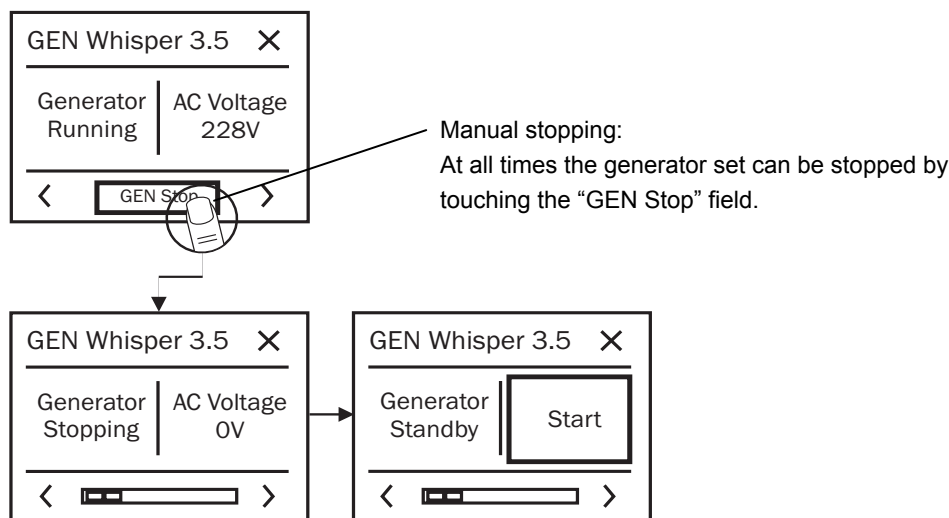 GEN Whisper 3.5
Generator
Running
AC Voltage
228V
GEN Stop
Manual stopping:
At all times the generator set can be stopped by
touching the “GEN Stop” field.
GEN Whisper 3.5
Generator
Stopping
AC Voltage
0V
GEN Whisper 3.5
Generator
Standby
Start